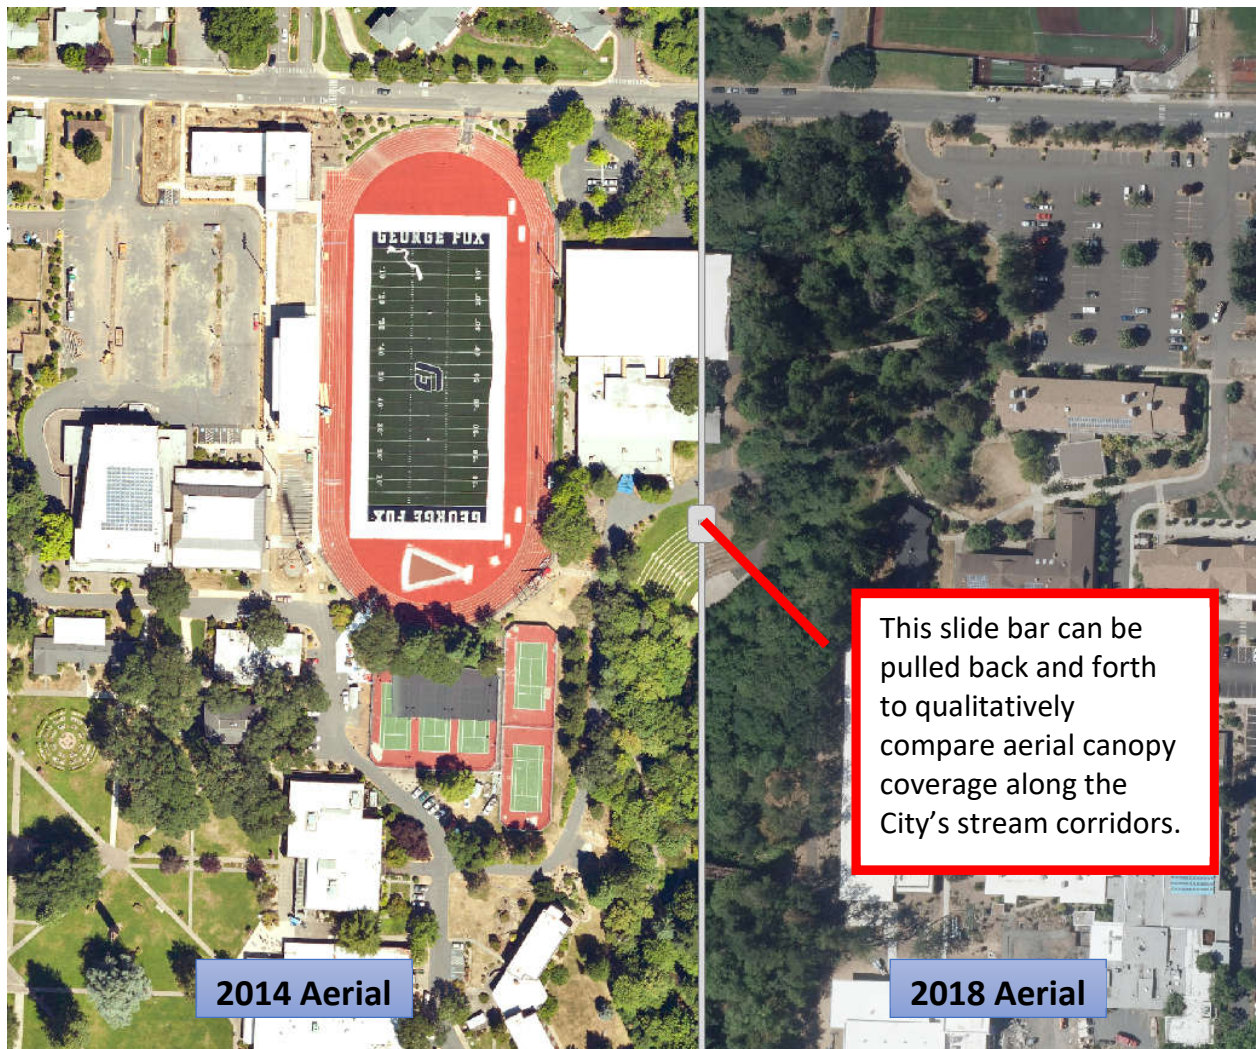 GEORGE FOX
GEORGE FOX
This slide bar can be
pulled back and forth
to qualitatively
compare aerial canopy
coverage along the
City’s stream corridors.
2014 Aerial
2018 Aerial